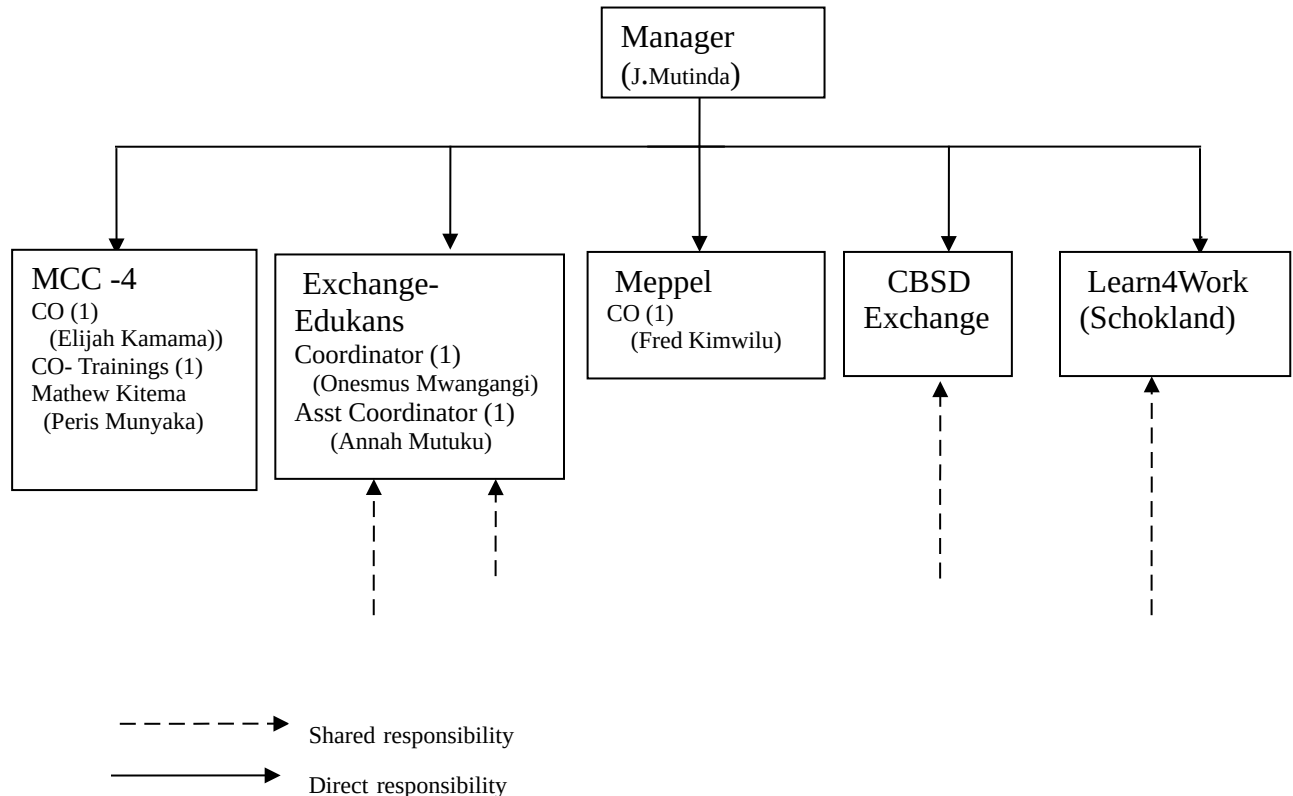 Manager
(J.Mutinda)
MCC -4
CO (1)
(Elijah Kamama))
CO- Trainings (1)
Mathew Kitema
(Peris Munyaka)
Exchange-
Edukans
Coordinator (1)
(Onesmus Mwangangi)
Asst Coordinator (1)
(Annah Mutuku)
Meppel
CO (1)
(Fred Kimwilu)
CBSD
Exchange
Learn4Work
(Schokland)
Shared responsibility
Direct responsibility